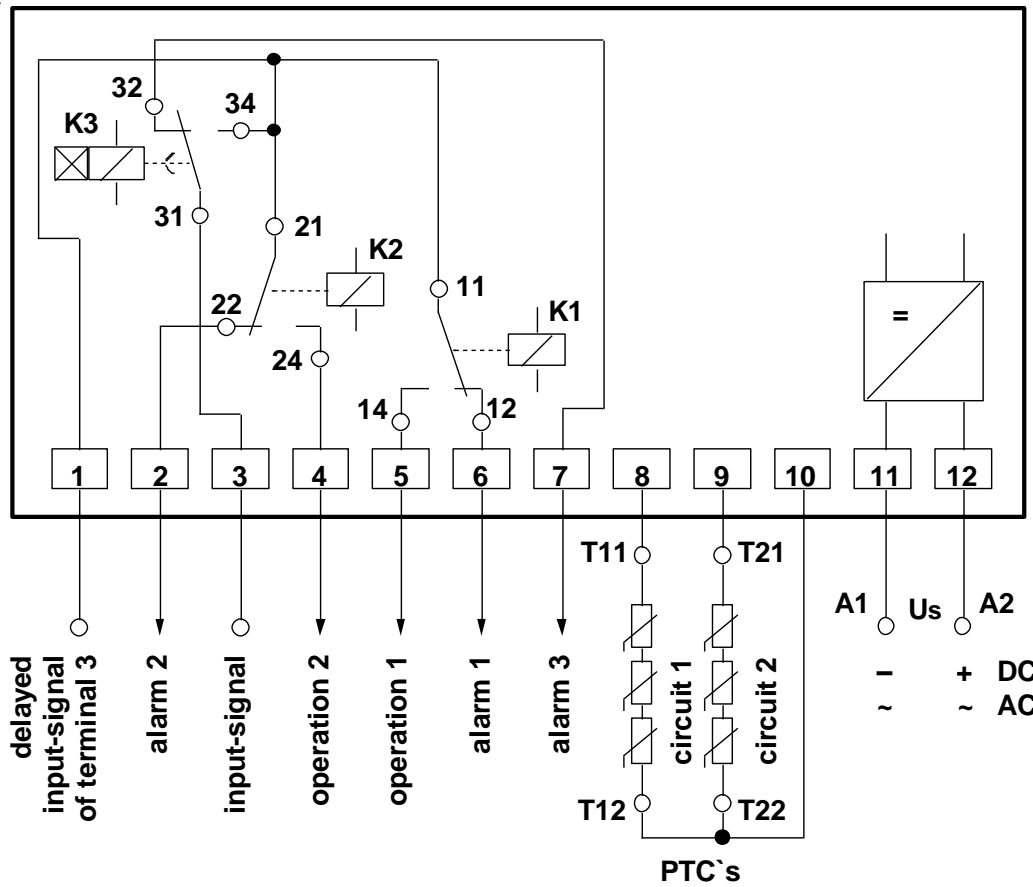 32
34
K3
31
21
K2
11
22
K1
=
24
14
12
1
2
3
4
5
6
7
8
9
10
11
12
T11
T21
A1
Us
A2
delayed
input-signal
of terminal 3
alarm 2
input-signal
operation 2
operation 1
alarm 1
alarm 3
circuit 1
circuit 2
– + DC
~ ~ AC
T12
T22
PTC`s